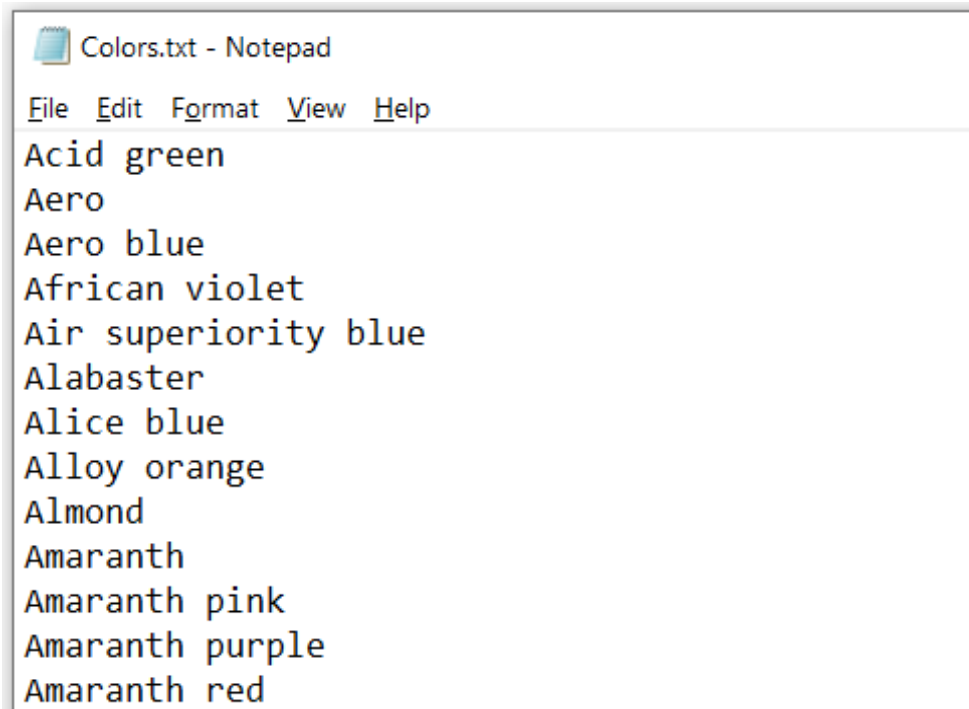 Colors.txt - Notepad
File Edit Format View Help
Acid green
Aero
Aero blue
African violet
Air superiority blue
Alabaster
Alice blue
Alloy orange
Almond
Amaranth
Amaranth pink
Amaranth purple
Amaranth red